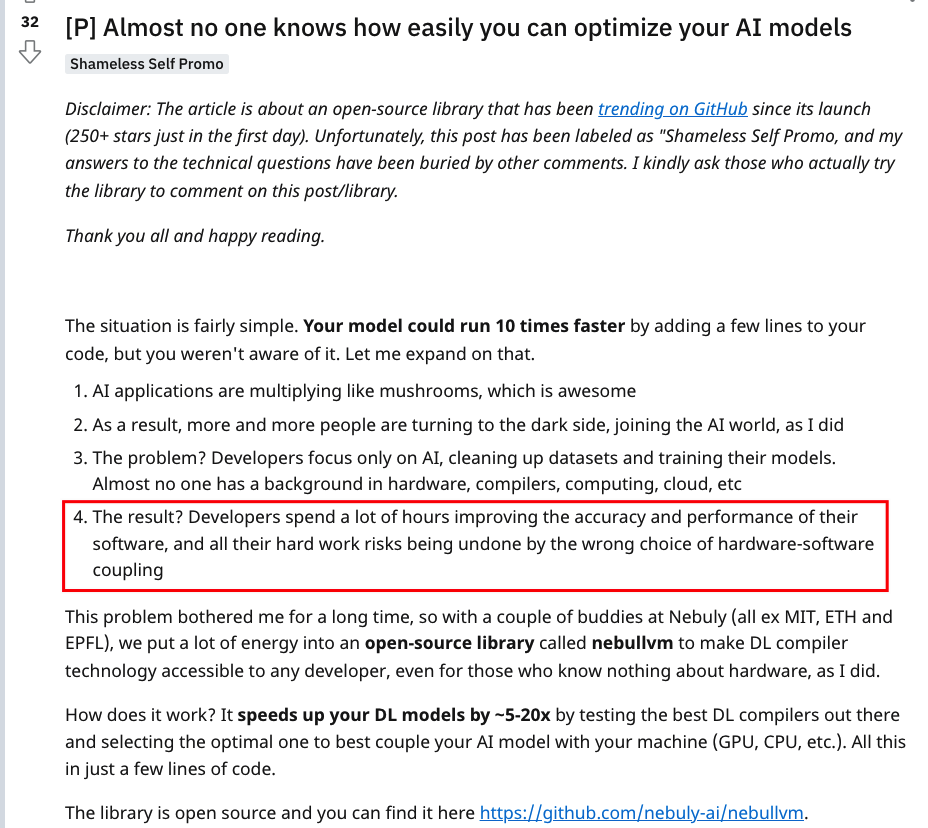 32
[P] Almost no one knows how easily you can optimize your AI models
Shameless Self Promo
Disclaimer: The article is about an open-source library that has been trending on GitHub since its launch
(250+ stars just in the first day). Unfortunately, this post has been labeled as "Shameless Self Promo, and my
answers to the technical questions have been buried by other comments. I kindly ask those who actually try
the library to comment on this post/library.
Thank you all and happy reading.
The situation is fairly simple. Your model could run 10 times faster by adding a few lines to your
code, but you weren't aware of it. Let me expand on that.
1. AI applications are multiplying like mushrooms, which is awesome
2. As a result, more and more people are turning to the dark side, joining the AI world, as I did
3. The problem? Developers focus only on AI, cleaning up datasets and training their models.
Almost no one has a background in hardware, compilers, computing, cloud, etc
4. The result? Developers spend a lot of hours improving the accuracy and performance of their
software, and all their hard work risks being undone by the wrong choice of hardware-software
coupling
This problem bothered me for a long time, so with a couple of buddies at Nebuly (all ex MIT, ETH and
EPFL), we put a lot of energy into an open-source library called nebullvm to make DL compiler
technology accessible to any developer, even for those who know nothing about hardware, as I did.
How does it work? It speeds up your DL models by ~5-20x by testing the best DL compilers out there
and selecting the optimal one to best couple your AI model with your machine (GPU, CPU, etc.). All this
in just a few lines of code.
The library is open source and you can find it here https://github.com/nebuly-ai/nebullvm.